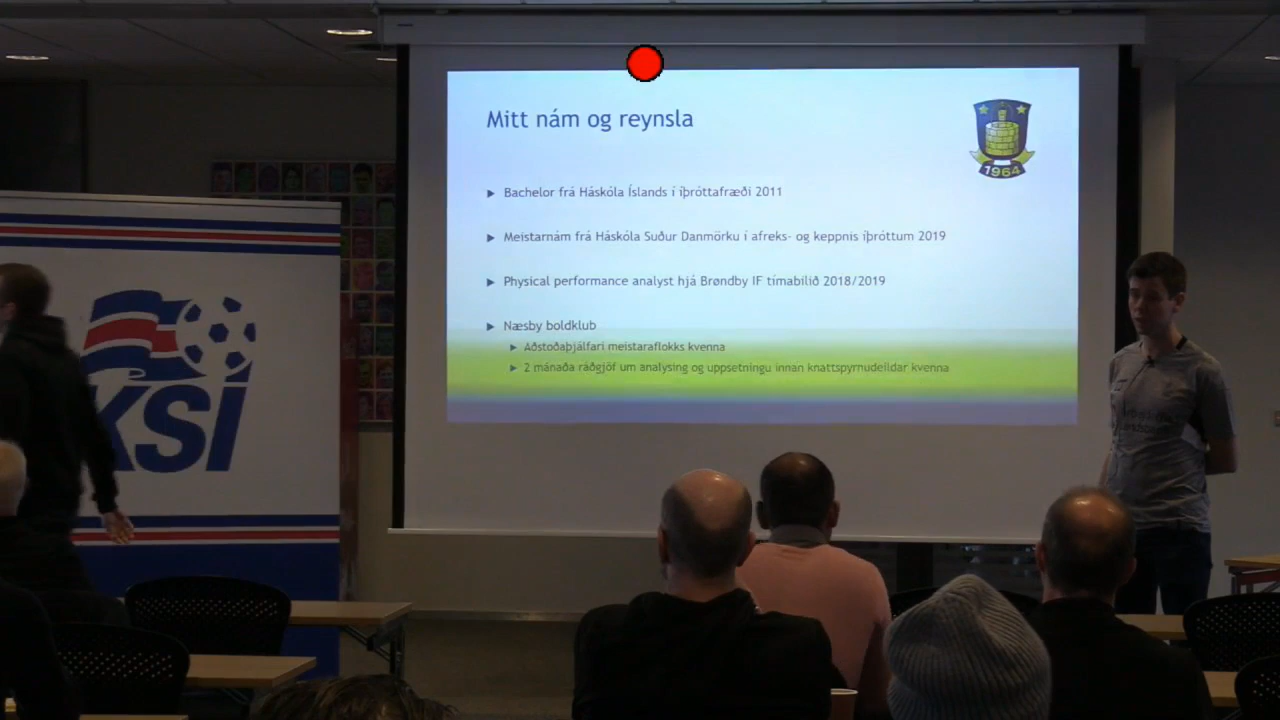 Mitt nám og reynsla
1964
Bachelor frá Háskóla Íslands í íþróttafræði 2011
Meistarnám frá Háskóla Suður Danmörku í afreks- og keppnis íþróttum 2019
Physical performance analyst hjá Brøndby IF tímabilið 2018/2019
Næsby boldklub
Aðstoðaþjálfari meistaraflokks kvenna
2 mánaða ráðgjöf um analysing og uppsetningu innan knattspyrnudeildar kvenna
KSÍ